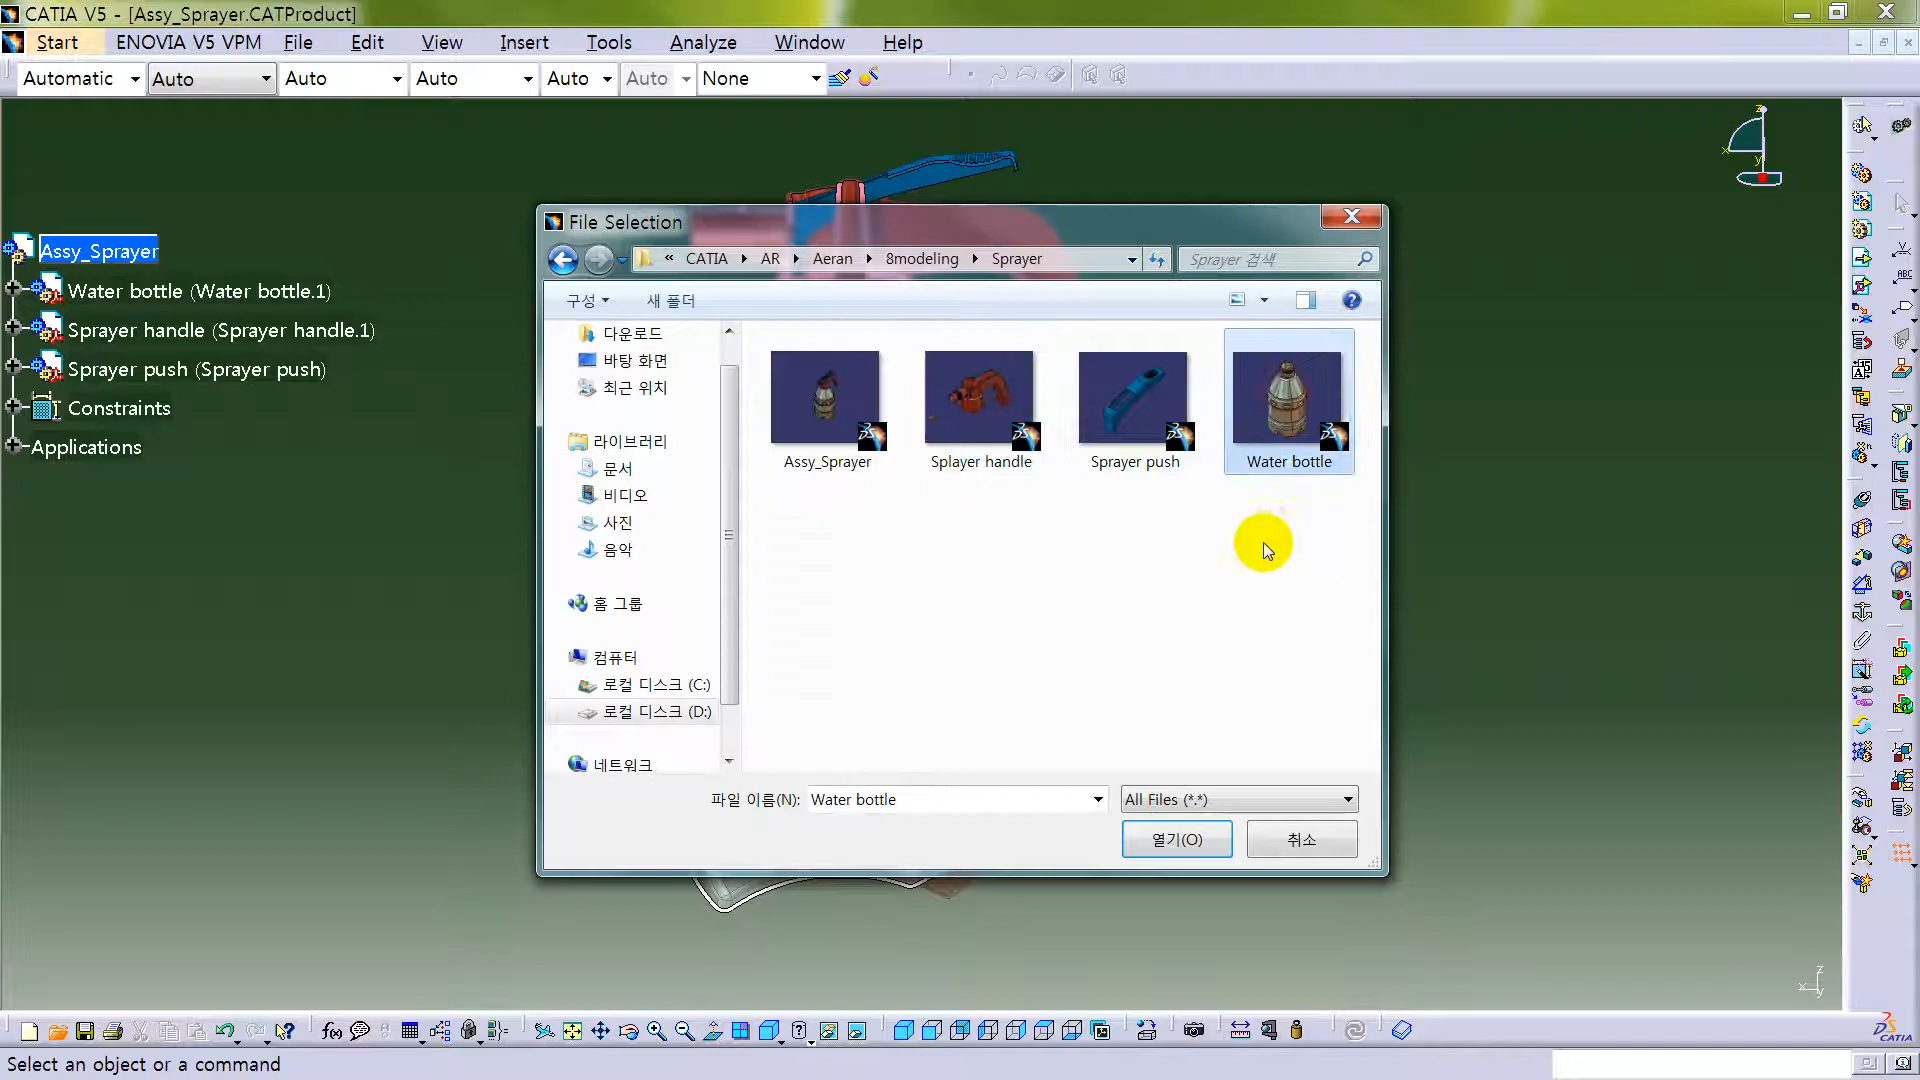 CATIA V5 - [Assy_Sprayer.CATProduct]
Start ENOVIA V5 VPM File Edit View Insert Tools Analyze Window Help
Automatic Auto Auto Auto Auto Auto None
Assy_Sprayer
Water bottle (Water bottle.1)
Sprayer handle (Sprayer handle.1)
Sprayer push (Sprayer push)
Constraints
Applications
z
x
y
File Selection
« CATIA AR Aeran 8modeling Sprayer
Sprayer 검색
구성 새 폴더
다운로드
바탕 화면
최근 위치
라이브러리
문서
비디오
사진
음악
홈 그룹
컴퓨터
로컬 디스크 (C:)
로컬 디스크 (D:)
네트워크
Assy_Sprayer
Splayer handle
Sprayer push
Water bottle
파일 이름(N): Water bottle All Files (*.*)
열기(O) 취소
ABC
z
x
y
f(x)
CATIA
Select an object or a command